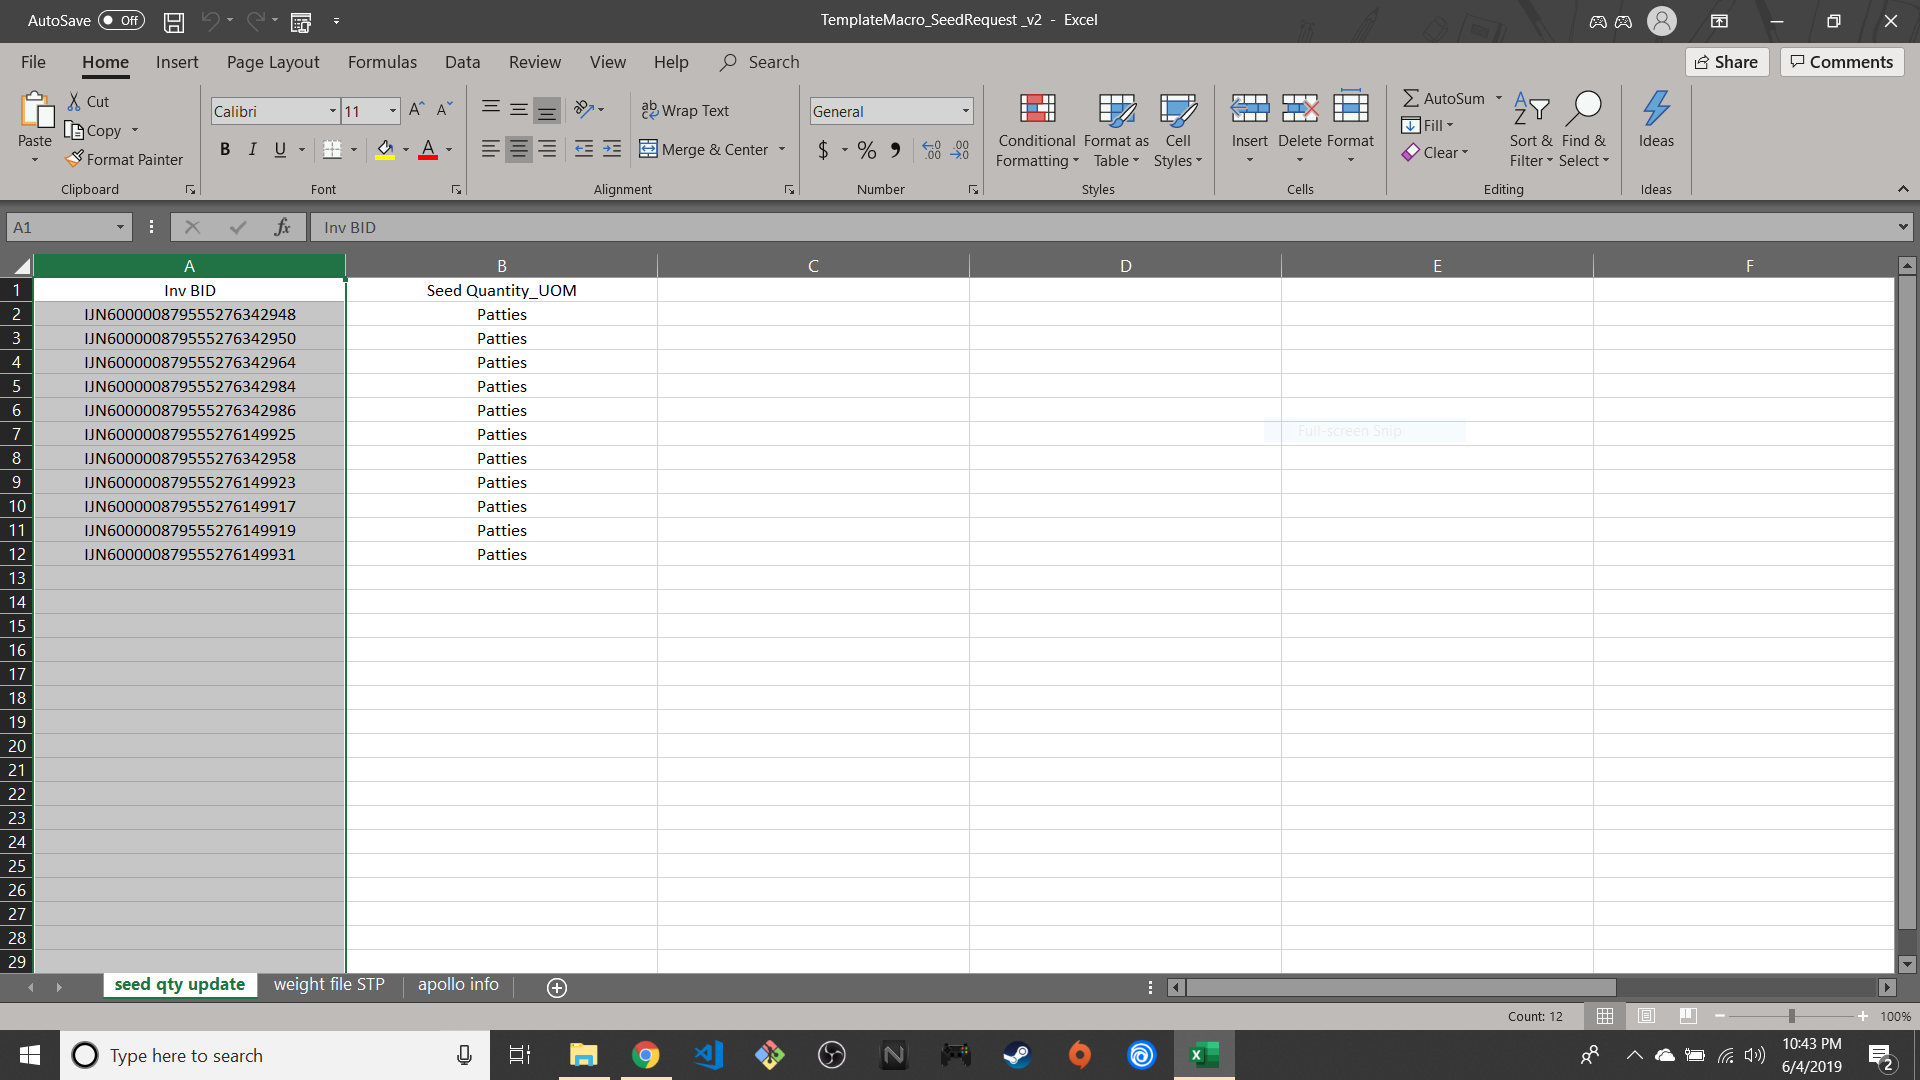 AutoSave Off
TemplateMacro_SeedRequest _v2 - Excel
File Home Insert Page Layout Formulas Data Review View Help Search
Share Comments
Paste
Cut
Copy
Format Painter
Clipboard
Calibri 11
B I U
Font
Wrap Text
Merge & Center
Alignment
General
$ % 9
Number
Conditional Formatting
Format as Table
Cell Styles
Styles
Insert Delete Format
Cells
AutoSum
Fill
Clear
Sort & Filter
Find & Select
Editing
Ideas
Ideas
A1 fx Inv BID
A B C D E F
1 Inv BID Seed Quantity_UOM
2 IJN600000879555276342948 Patties
3 IJN600000879555276342950 Patties
4 IJN600000879555276342964 Patties
5 IJN600000879555276342984 Patties
6 IJN600000879555276342986 Patties
7 IJN600000879555276149925 Patties
Full-screen Snip
8 IJN600000879555276342958 Patties
9 IJN600000879555276149923 Patties
10 IJN600000879555276149917 Patties
11 IJN600000879555276149919 Patties
12 IJN600000879555276149931 Patties
13
14
15
16
17
18
19
20
21
22
23
24
25
26
27
28
29
seed qty update weight file STP apollo info
Count: 12 100%
Type here to search
10:43 PM
6/4/2019
2